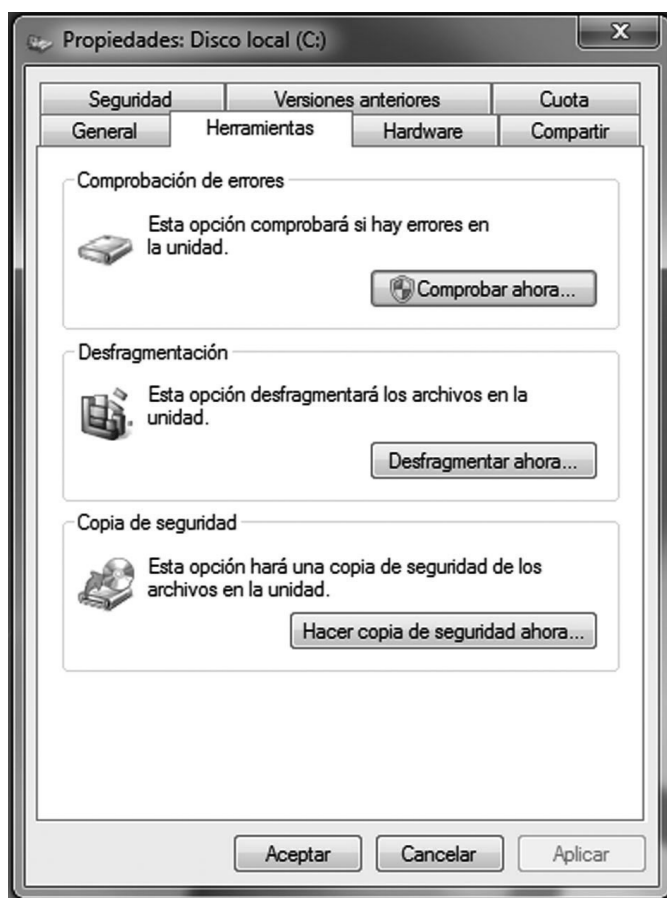 Propiedades: Disco local (C:)
Seguridad
Versiones anteriores
Cuota
General
Herramientas
Hardware
Compartir
Comprobación de errores
Esta opción comprobará si hay errores en
la unidad.
Comprobar ahora...
Desfragmentación
Esta opción desfragmentará los archivos en la
unidad.
Desfragmentar ahora...
Copia de seguridad
Esta opción hará una copia de seguridad de los
archivos en la unidad.
Hacer copia de seguridad ahora...
Aceptar
Cancelar
Aplicar